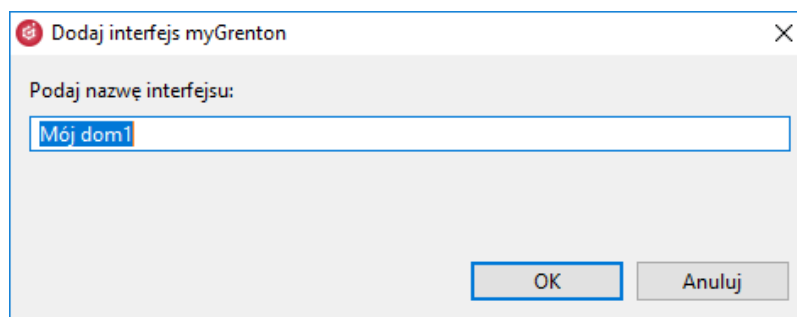 Dodaj interfejs myGrenton
Podaj nazwę interfejsu:
Mój dom1
OK Anuluj